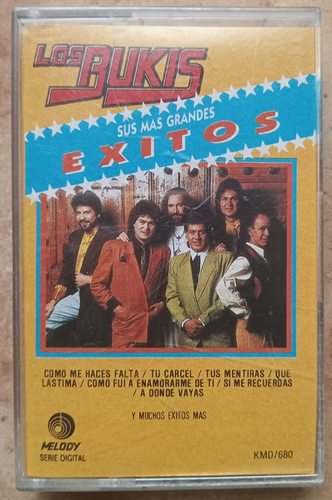 LOS BUKIS
SUS MAS GRANDES
EXITOS
COMO ME HACES FALTA / TU CARCEL / TUS MENTIRAS / QUE
LASTIMA / COMO FUI A ENAMORARME DE TI / SI ME RECUERDAS
/ A DONDE VAYAS
Y MUCHOS EXITOS MAS
MELODY
SERIE DIGITAL
KMD/680